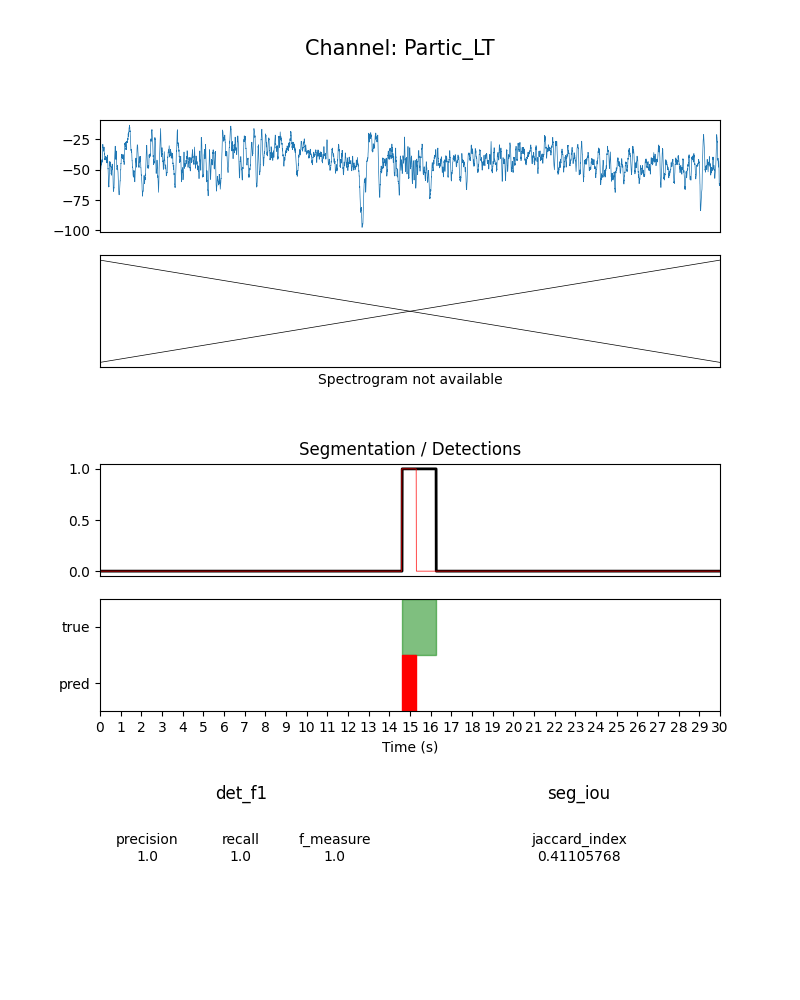 Channel: Partic_LT
−25
−50
−75
−100
Spectrogram not available
Segmentation / Detections
1.0
0.5
0.0
true
pred
0 1 2 3 4 5 6 7 8 9 10 11 12 13 14 15 16 17 18 19 20 21 22 23 24 25 26 27 28 29 30
Time (s)
det_f1 seg_iou
precision recall f_measure jaccard_index
1.0 1.0 1.0 0.41105768